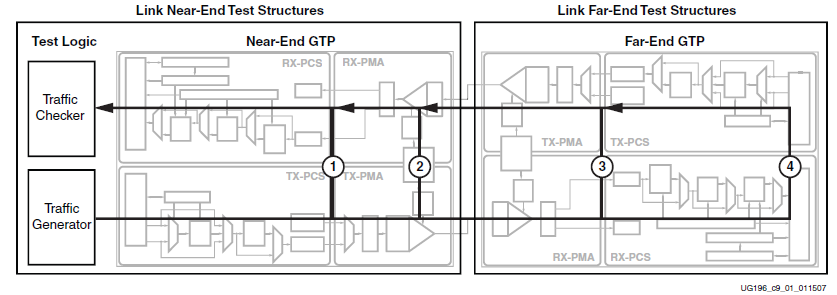 Link Near-End Test Structures
Link Far-End Test Structures
Test Logic
Near-End GTP
Far-End GTP
RX-PCS
RX-PMA
Traffic
Checker
TX-PMA
TX-PCS
1
2
3
4
TX-PCS
TX-PMA
Traffic
Generator
RX-PMA
RX-PCS
UG196_c9_01_011507